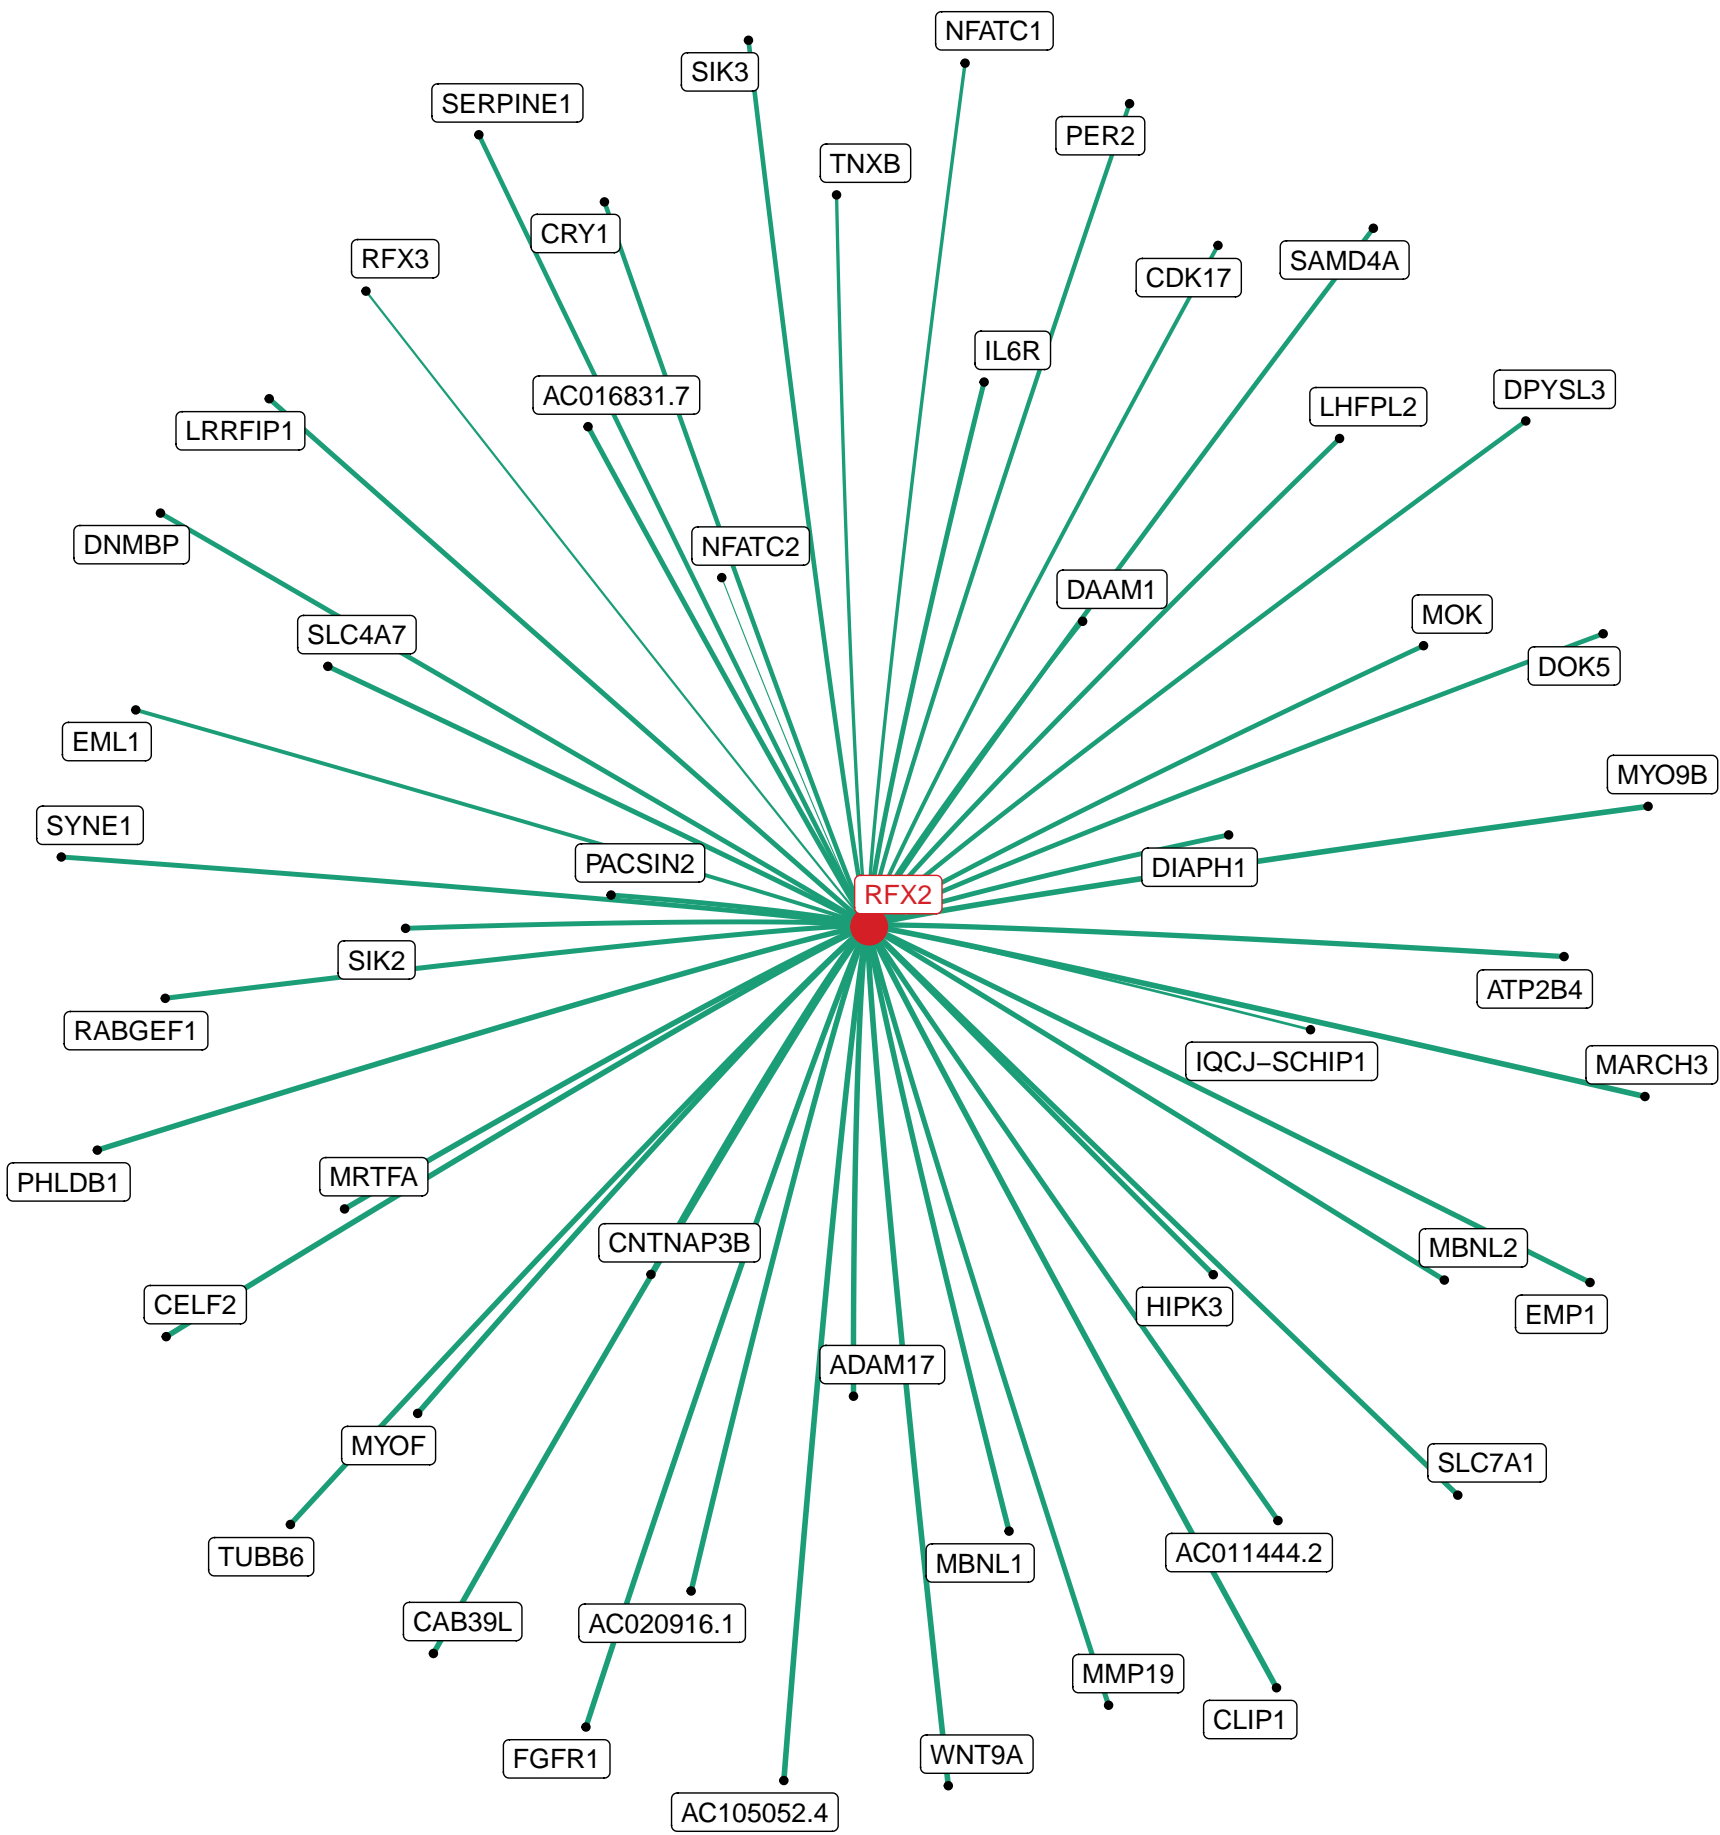 NFATC1
SIK3
SERPINE1
PER2
TNXB
CRY1
RFX3
SAMD4A
CDK17
IL6R
DPYSL3
AC016831.7
LHFPL2
LRRFIP1
DNMBP
NFATC2
DAAM1
MOK
SLC4A7
DOK5
EML1
MYO9B
SYNE1
PACSIN2
DIAPH1
RFX2
SIK2
ATP2B4
RABGEF1
IQCJ–SCHIP1
MARCH3
MRTFA
PHLDB1
CNTNAP3B
MBNL2
CELF2
HIPK3
EMP1
ADAM17
MYOF
SLC7A1
TUBB6
AC011444.2
MBNL1
CAB39L
AC020916.1
MMP19
CLIP1
WNT9A
FGFR1
AC105052.4